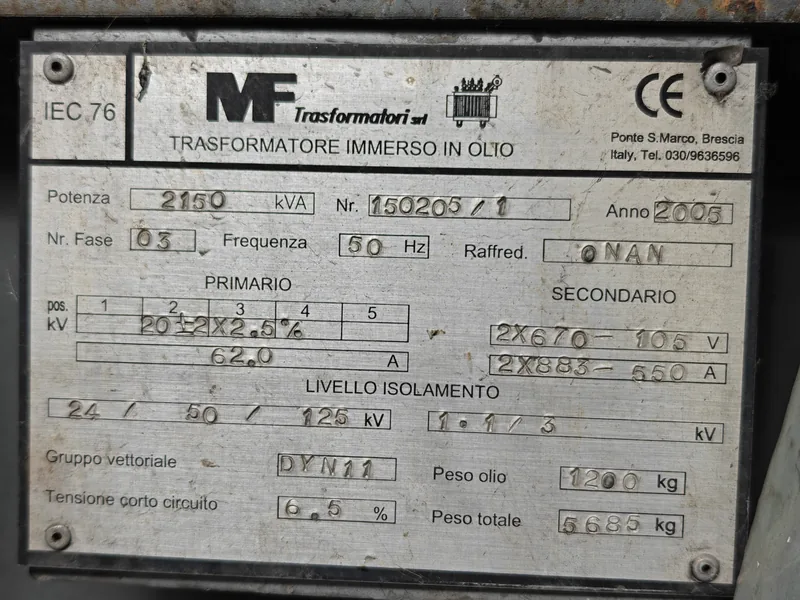 IEC 76
MF Trasformatori srl
CE
TRASFORMATORE IMMERSO IN OLIO
Ponte S.Marco, Brescia
Italy, Tel. 030/9636596
Potenza 2150 kVA Nr. 150205/1 Anno 2005
Nr. Fase 03 Frequenza 50 Hz Raffred. ONAN
PRIMARIO
SECONDARIO
pos. 1 2 3 4 5
kV 20±2X2.5%
2X670- 105 V
62.0 A
2X883- 550 A
LIVELLO ISOLAMENTO
24 / 50 / 125 kV 1.1/ 3 kV
Gruppo vettoriale DYN11 Peso olio 1200 kg
Tensione corto circuito 6.5 % Peso totale 5685 kg